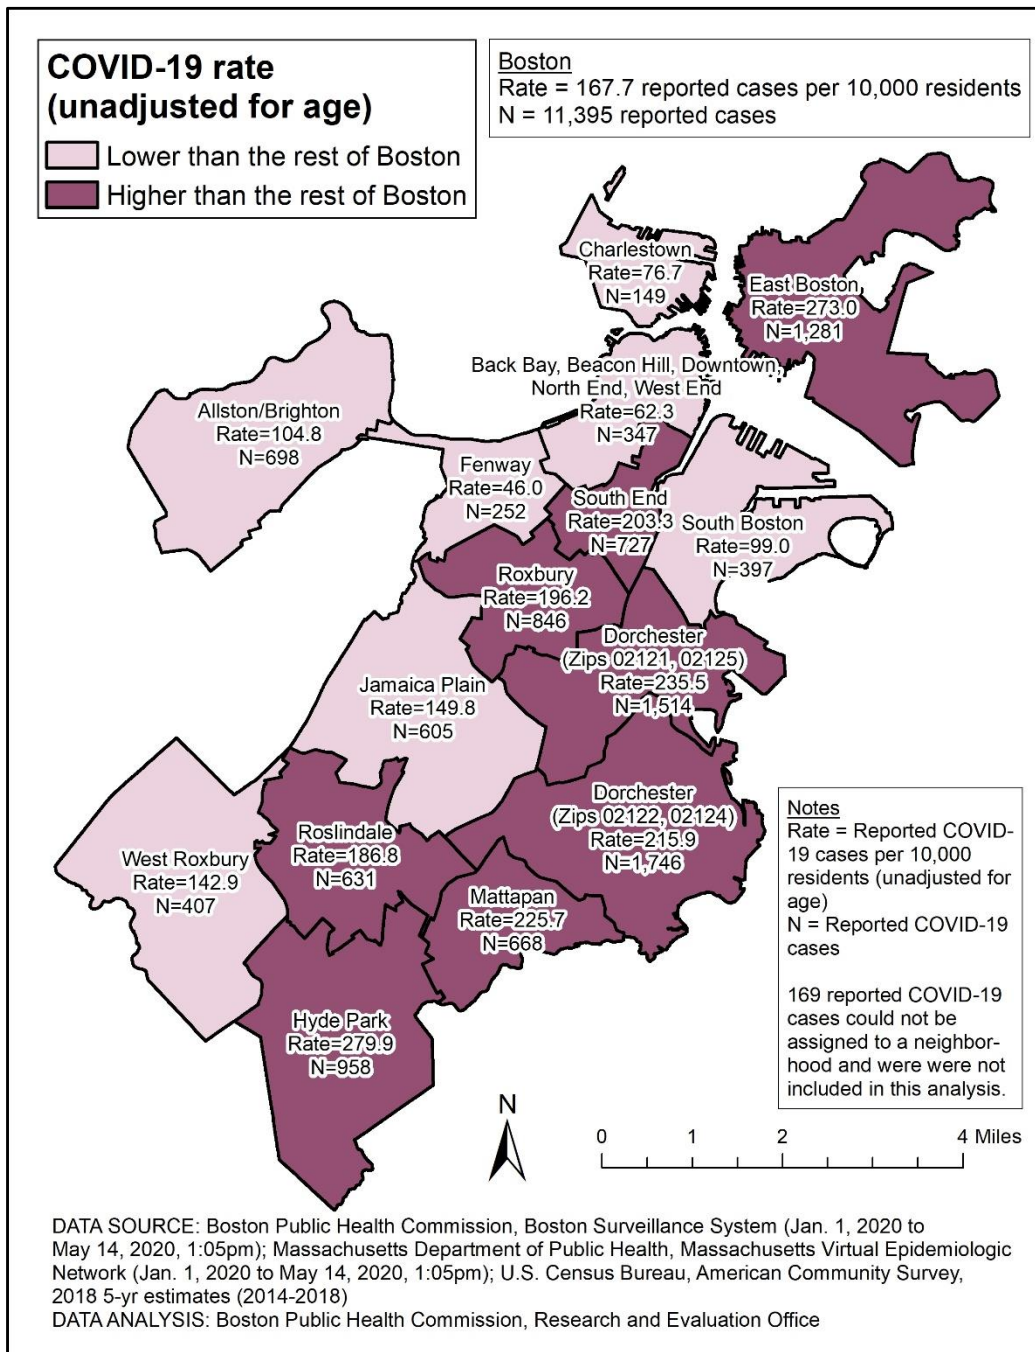 COVID-19 rate
(unadjusted for age)
Lower than the rest of Boston
Higher than the rest of Boston
Boston
Rate = 167.7 reported cases per 10,000 residents
N = 11,395 reported cases
Charlestown
Rate=76.7
N=149
East Boston
Rate=273.0
N=1,281
Back Bay, Beacon Hill, Downtown,
North End, West End
Rate=62.3
N=347
Allston/Brighton
Rate=104.8
N=698
Fenway
Rate=46.0
N=252
South End
Rate=203.3
N=727
South Boston
Rate=99.0
N=397
Roxbury
Rate=196.2
N=846
Dorchester
(Zips 02121, 02125)
Rate=235.5
N=1,514
Jamaica Plain
Rate=149.8
N=605
Dorchester
(Zips 02122, 02124)
Rate=215.9
N=1,746
Roslindale
Rate=186.8
N=631
West Roxbury
Rate=142.9
N=407
Mattapan
Rate=225.7
N=668
Hyde Park
Rate=279.9
N=958
Notes
Rate = Reported COVID-
19 cases per 10,000
residents (unadjusted for
age)
N = Reported COVID-19
cases
169 reported COVID-19
cases could not be
assigned to a neighbor-
hood and were were not
included in this analysis.
N
0 1 2 4 Miles
DATA SOURCE: Boston Public Health Commission, Boston Surveillance System (Jan. 1, 2020 to
May 14, 2020, 1:05pm); Massachusetts Department of Public Health, Massachusetts Virtual Epidemiologic
Network (Jan. 1, 2020 to May 14, 2020, 1:05pm); U.S. Census Bureau, American Community Survey,
2018 5-yr estimates (2014-2018)
DATA ANALYSIS: Boston Public Health Commission, Research and Evaluation Office